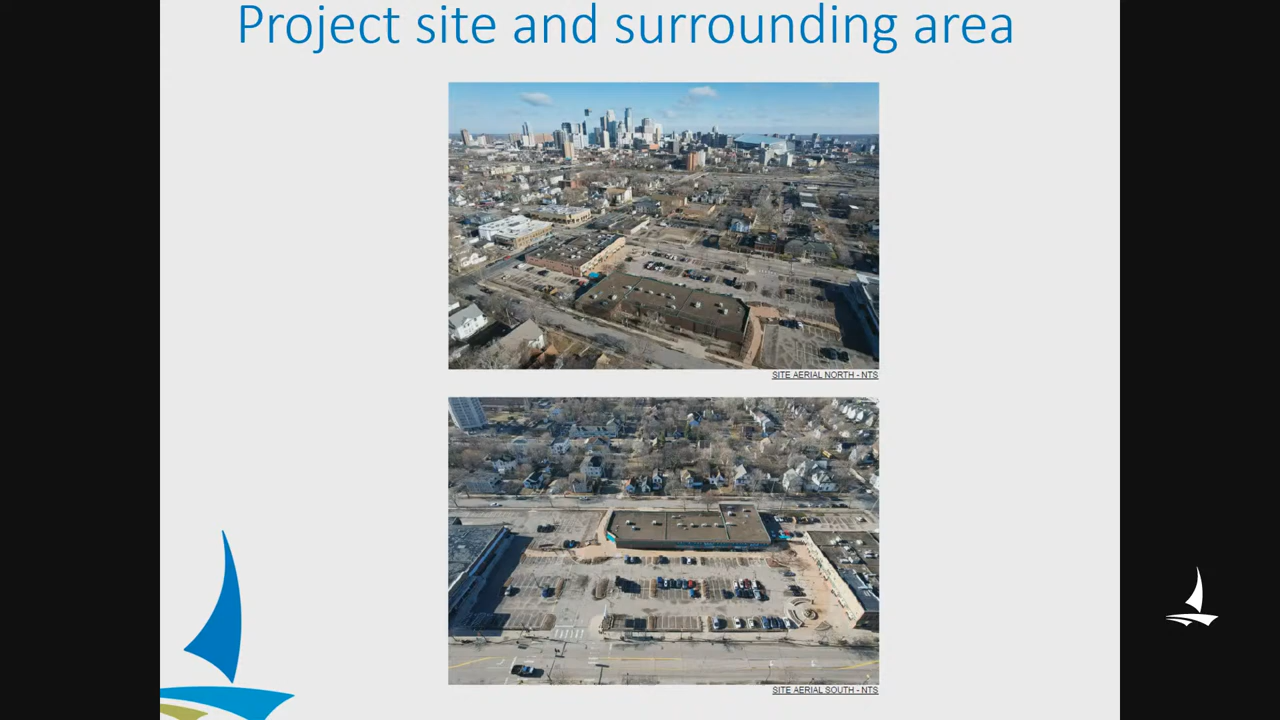 Project site and surrounding area
SITE AERIAL NORTH - NTS
SITE AERIAL SOUTH - NTS